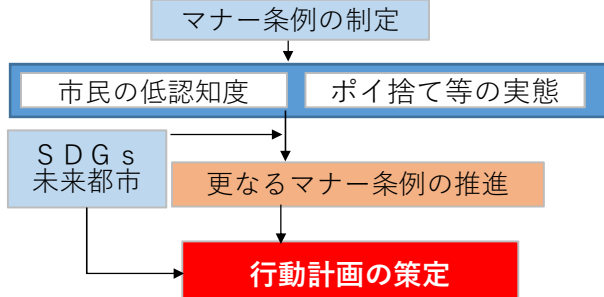 マナー条例の制定
市民の低認知度
ポイ捨て等の実態
ＳＤＧｓ
未来都市
更なるマナー条例の推進
行動計画の策定